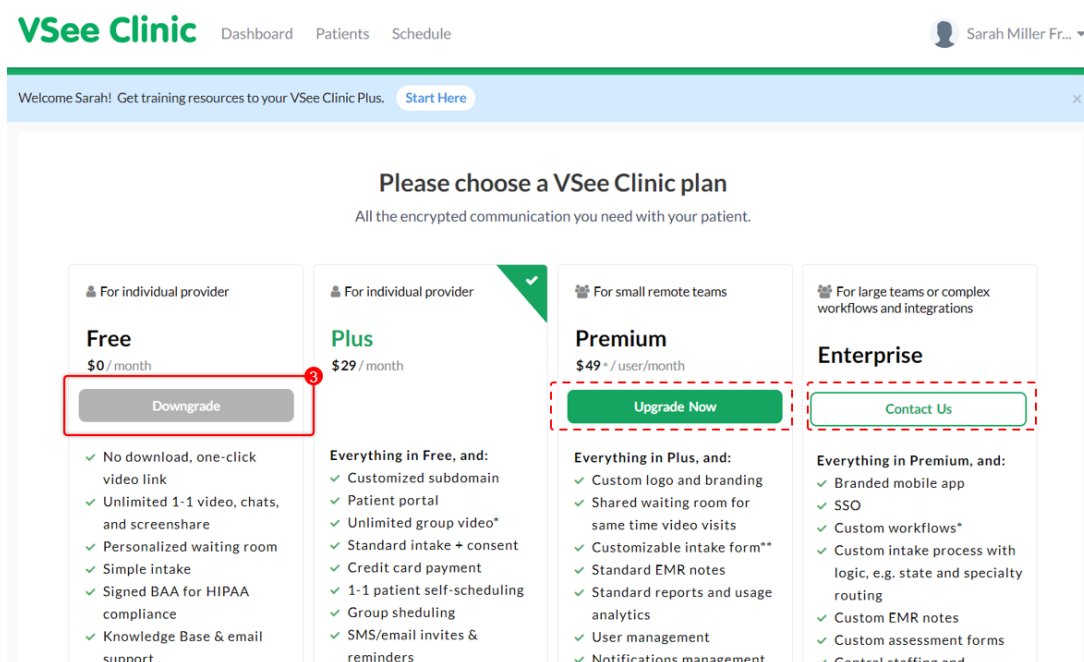 VSee Clinic Dashboard Patients Schedule Sarah Miller Fr...
Welcome Sarah! Get training resources to your VSee Clinic Plus. Start Here ×
Please choose a VSee Clinic plan
All the encrypted communication you need with your patient.
For individual provider
Free
$0 / month
3
Downgrade
No download, one-click
video link
Unlimited 1-1 video, chats,
and screenshare
Personalized waiting room
Simple intake
Signed BAA for HIPAA
compliance
Knowledge Base & email
support
For individual provider
Plus
$29 / month
Everything in Free, and:
Customized subdomain
Patient portal
Unlimited group video*
Standard intake + consent
Credit card payment
1-1 patient self-scheduling
Group sheduling
SMS/email invites &
reminders
For small remote teams
Premium
$49 * / user/month
Upgrade Now
Everything in Plus, and:
Custom logo and branding
Shared waiting room for
same time video visits
Customizable intake form**
Standard EMR notes
Standard reports and usage
analytics
User management
Notifications management
For large teams or complex
workflows and integrations
Enterprise
Contact Us
Everything in Premium, and:
Branded mobile app
SSO
Custom workflows*
Custom intake process with
logic, e.g. state and specialty
routing
Custom EMR notes
Custom assessment forms
Central staffing and